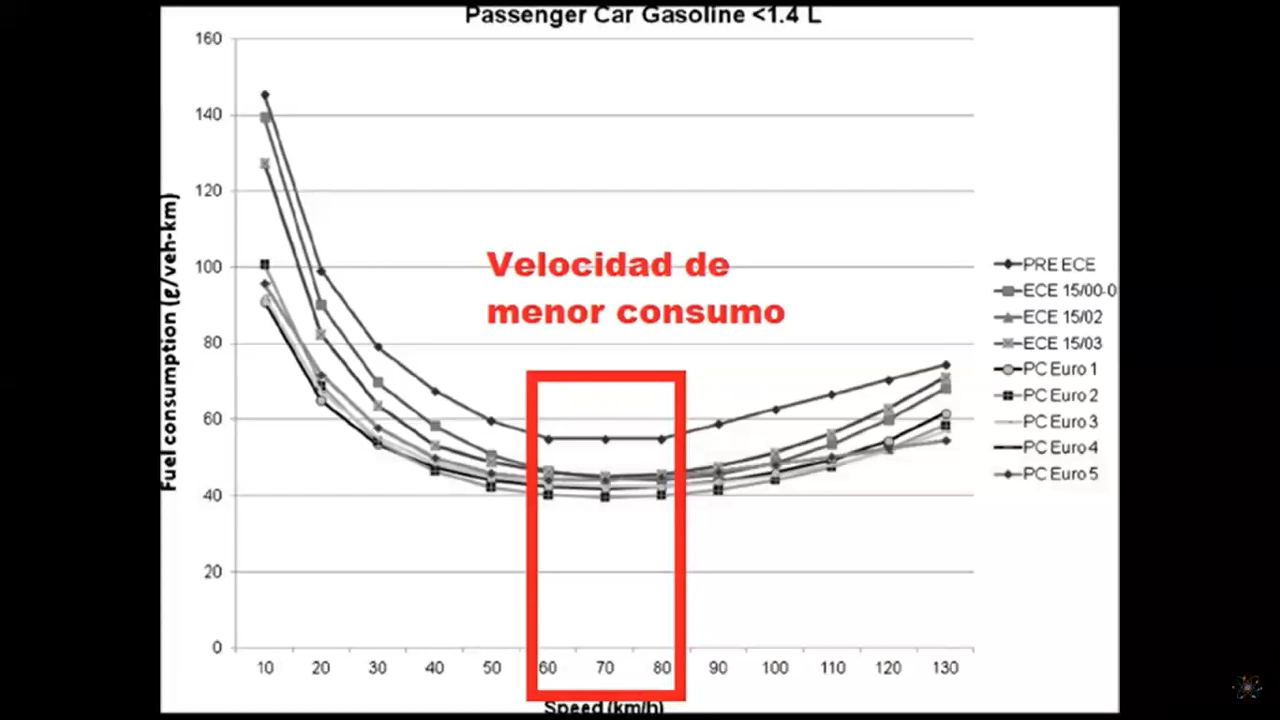 Passenger Car Gasoline <1.4 L
160
140
120
100
80
60
40
20
0
Fuel consumption (g/veh-km)
Velocidad de
menor consumo
PRE ECE
ECE 15/00-0
ECE 15/02
ECE 15/03
PC Euro 1
PC Euro 2
PC Euro 3
PC Euro 4
PC Euro 5
10 20 30 40 50 60 70 80 90 100 110 120 130
Speed (km/h)